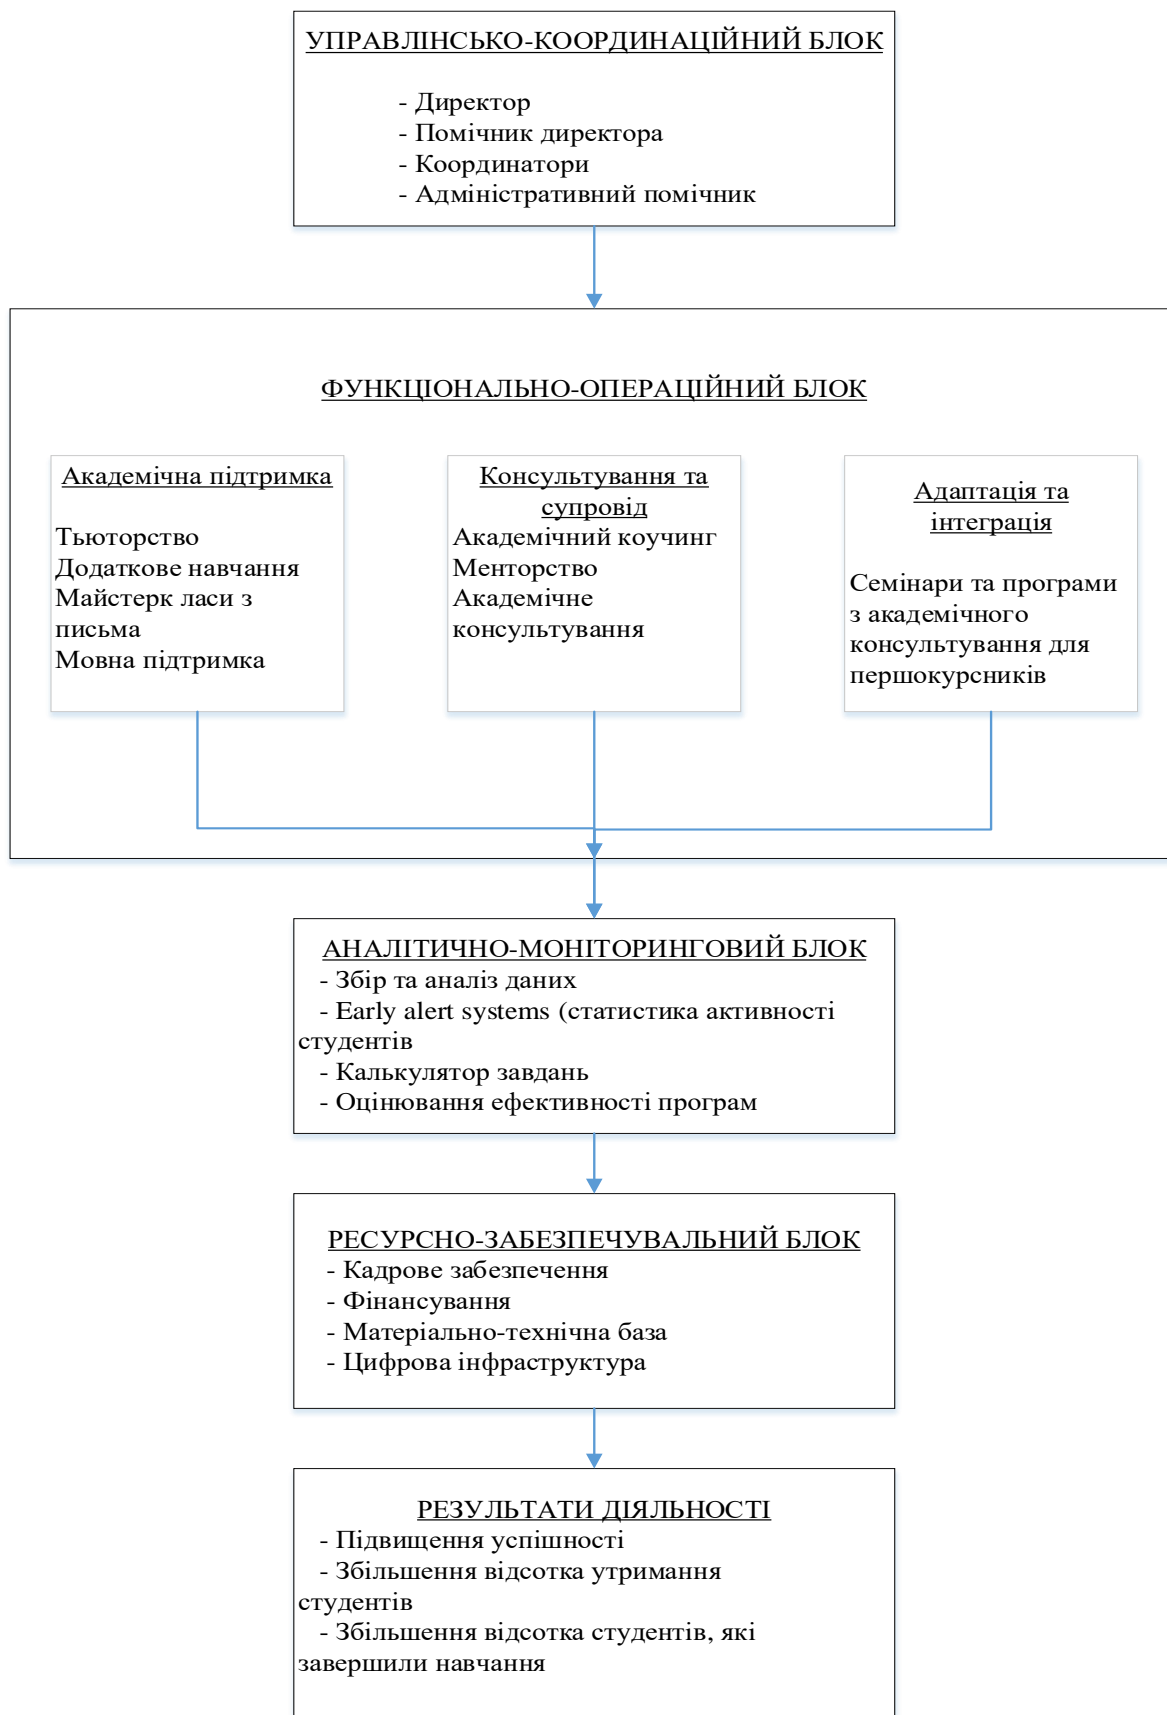 УПРАВЛІНСЬКО-КООРДИНАЦІЙНИЙ БЛОК
- Директор
- Помічник директора
- Координатори
- Адміністративний помічник
ФУНКЦІОНАЛЬНО-ОПЕРАЦІЙНИЙ БЛОК
Академічна підтримка
Тьюторство
Додаткове навчання
Майстерк ласи з
письма
Мовна підтримка
Консультування та
супровід
Академічний коучинг
Менторство
Академічне
консультування
Адаптація та
інтеграція
Семінари та програми
з академічного
консультування для
першокурсників
АНАЛІТИЧНО-МОНІТОРИНГОВИЙ БЛОК
- Збір та аналіз даних
- Early alert systems (статистика активності
студентів
- Калькулятор завдань
- Оцінювання ефективності програм
РЕСУРСНО-ЗАБЕЗПЕЧУВАЛЬНИЙ БЛОК
- Кадрове забезпечення
- Фінансування
- Матеріально-технічна база
- Цифрова інфраструктура
РЕЗУЛЬТАТИ ДІЯЛЬНОСТІ
- Підвищення успішності
- Збільшення відсотка утримання
студентів
- Збільшення відсотка студентів, які
завершили навчання